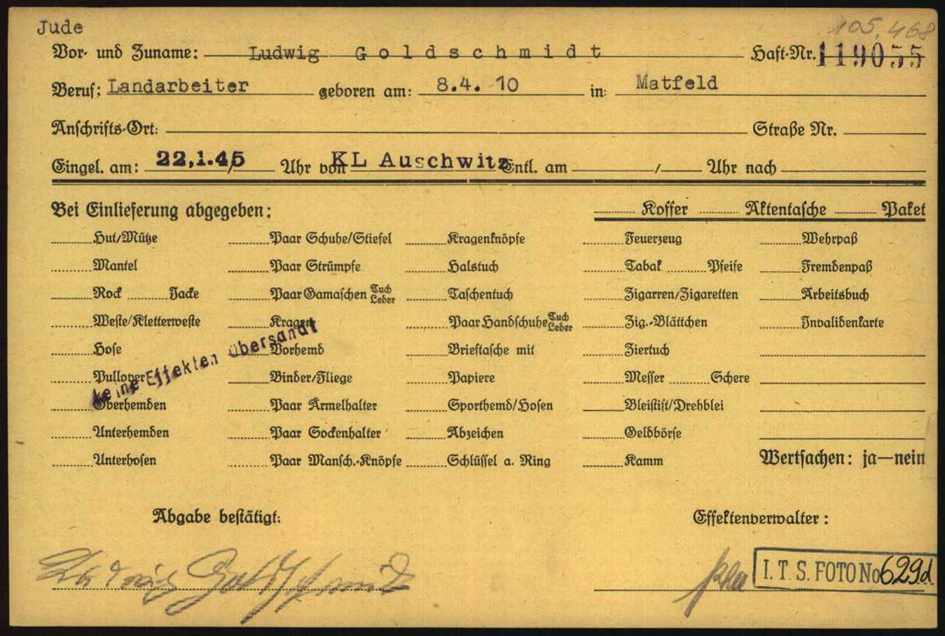 Jude 105,468
Vor- und Zuname: Ludwig Goldschmidt Haft-Nr. 119055
Beruf: Landarbeiter geboren am: 8.4. 10 in: Matfeld
Anschrifts-Ort: Straße Nr.
Eingel. am: 22.1.45 / Uhr von KL Auschwitz Entl. am / Uhr nach
Bei Einlieferung abgegeben: Koffer Aktentasche Paket
Hut/Mütze Paar Schuhe/Stiefel Kragenknöpfe Feuerzeug Wehrpaß
Mantel Paar Strümpfe Halstuch Tabak Pfeife Fremdenpaß
Rock Jacke Paar Gamaschen Tuch Leder Taschentuch Zigarren/Zigaretten Arbeitsbuch
Weste/Kletterweste Kragen Paar Handschuhe Tuch Leder Zig.-Blättchen Invalidenkarte
Hose Vorhemd Brieftasche mit Ziertuch
Pullover Binder/Fliege Papiere Messer Schere
keine Effekten übersandt
Oberhemden Paar Ärmelhalter Sporthemd/Hosen Bleistift/Drehblei
Unterhemden Paar Sockenhalter Abzeichen Geldbörse
Unterhosen Paar Mansch.-Knöpfe Schlüssel a. Ring Kamm Wertsachen: ja—nein
Abgabe bestätigt: Effektenverwalter:
Ludwig Goldschmidt
I.T.S. FOTO No 629d